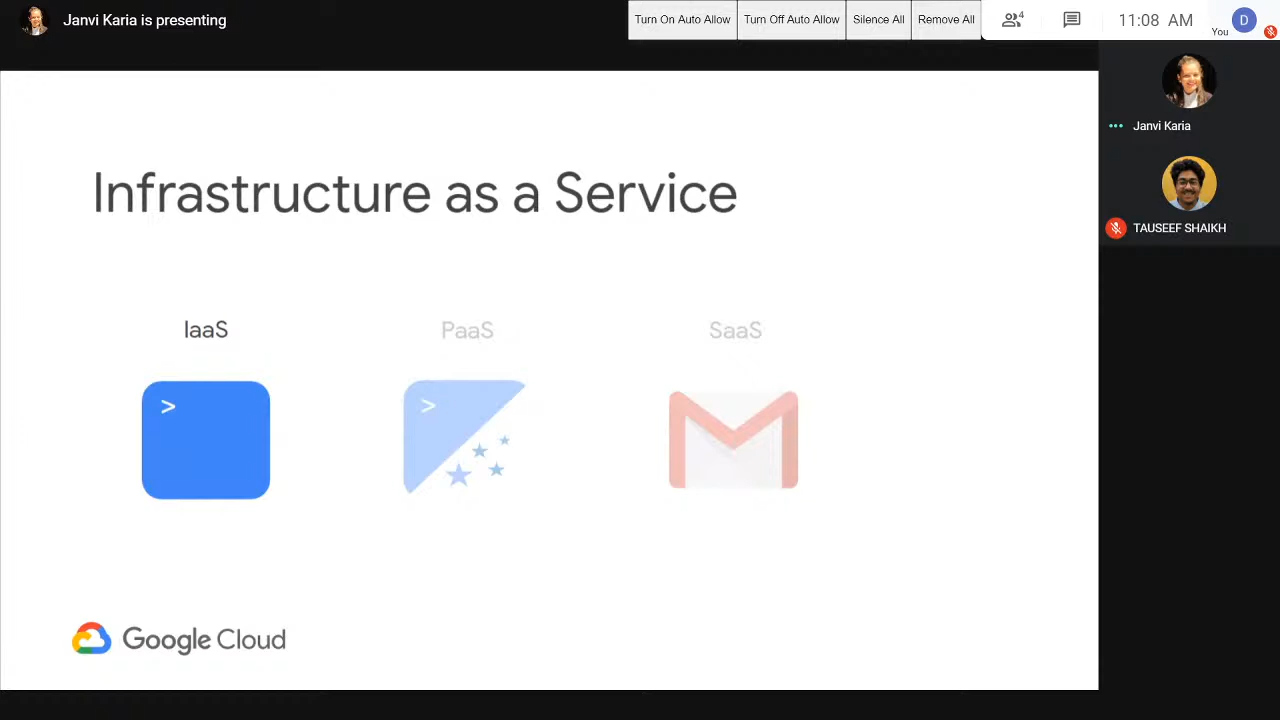 Janvi Karia is presenting
Turn On Auto Allow
Turn Off Auto Allow
Silence All
Remove All
4
11:08 AM
You
D
Janvi Karia
TAUSEEF SHAIKH
Infrastructure as a Service
IaaS
PaaS
SaaS
>
>
Google Cloud